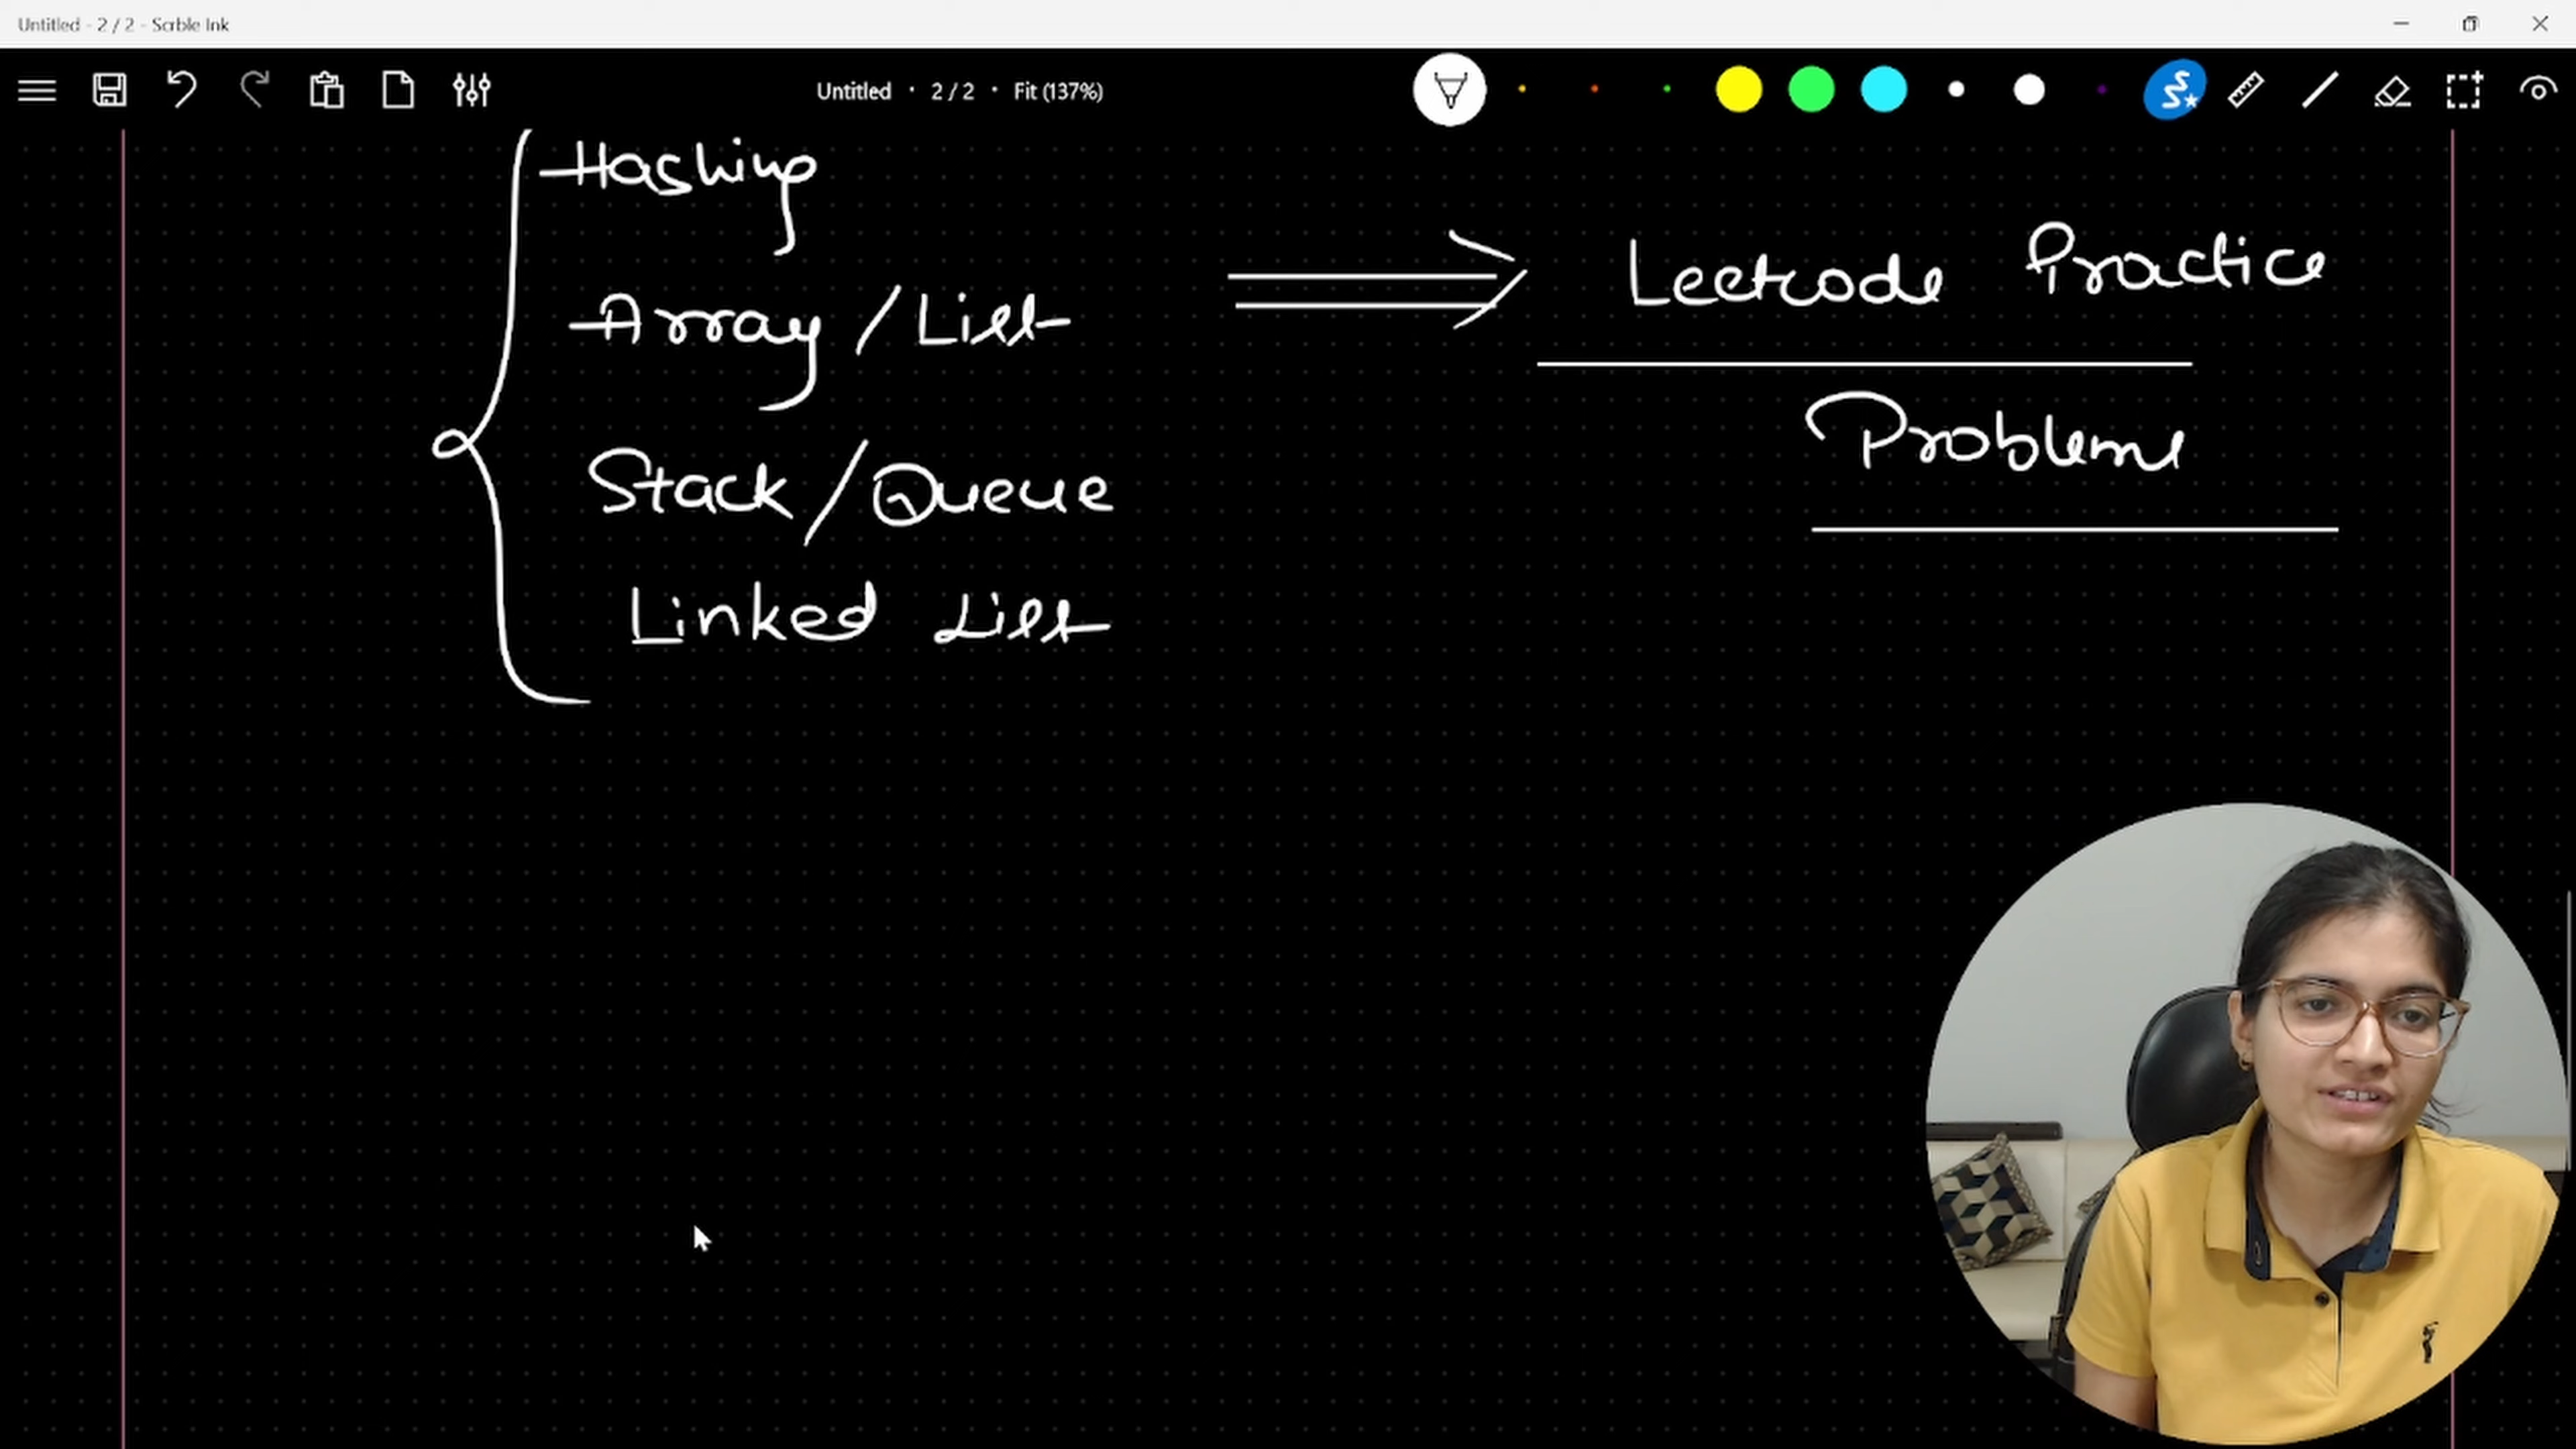 Untitled - 2 / 2 - Scrble Ink
Untitled • 2 / 2 • Fit (137%)
Hashing
Array / List
Stack / Queue
Linked List
Leetcode Practice
Problems